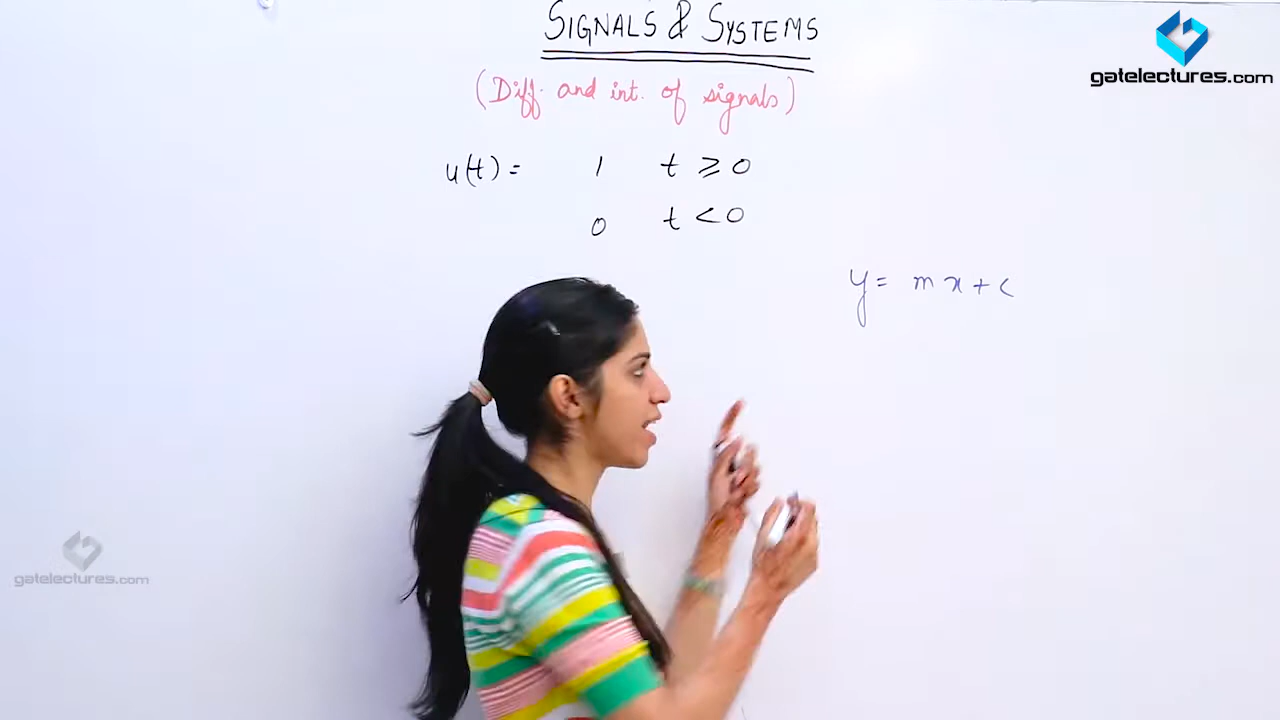 SIGNALS & SYSTEMS
gatelectures.com
(Diff. and int. of signals)
u(t) = 1 t ≥ 0
0 t < 0
y = mx + c
gatelectures.com